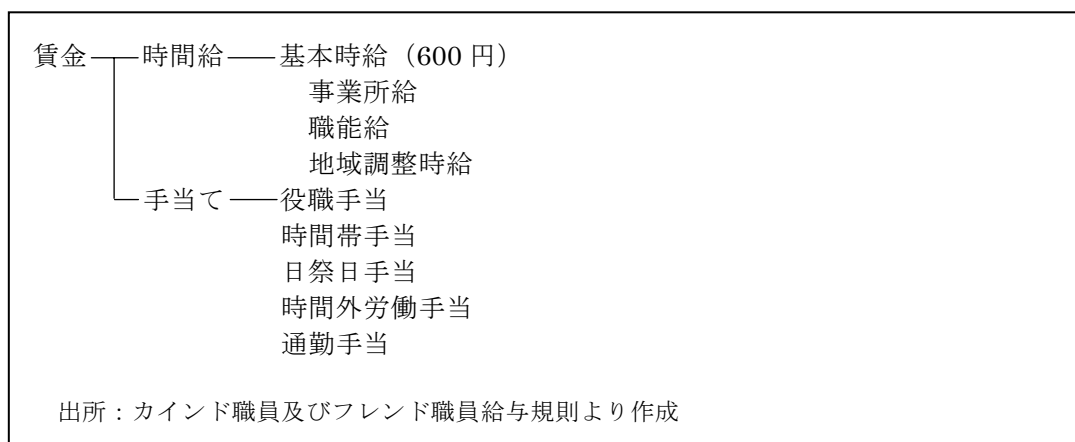 賃金 時間給 基本時給（600 円）
事業所給
職能給
地域調整時給
手当て 役職手当
時間帯手当
日祭日手当
時間外労働手当
通勤手当
出所：カインド職員及びフレンド職員給与規則より作成